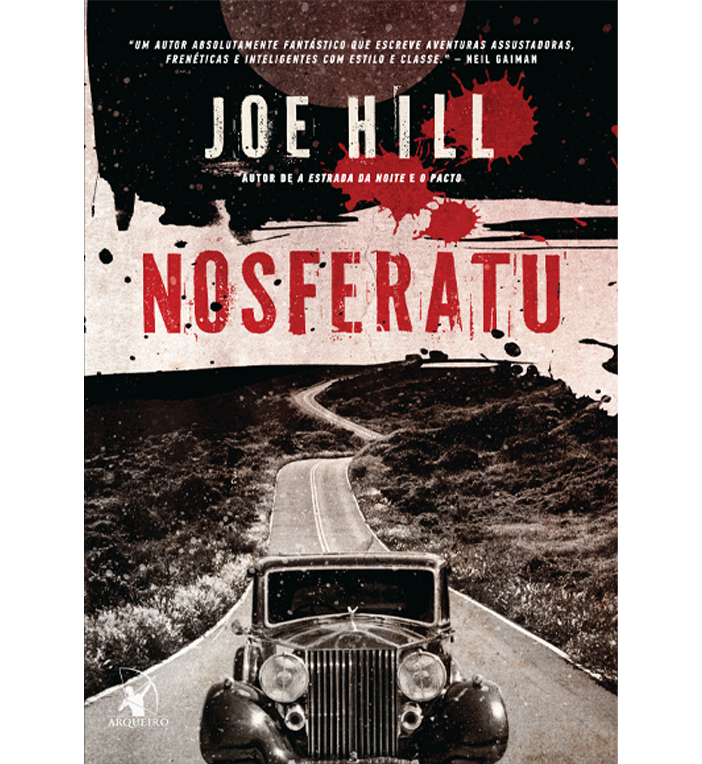 "UM AUTOR ABSOLUTAMENTE FANTÁSTICO QUE ESCREVE AVENTURAS ASSUSTADORAS,
FRENÉTICAS E INTELIGENTES COM ESTILO E CLASSE." – NEIL GAIMAN
JOE HILL
AUTOR DE A ESTRADA DA NOITE E O PACTO
NOSFERATU
ARQUEIRO